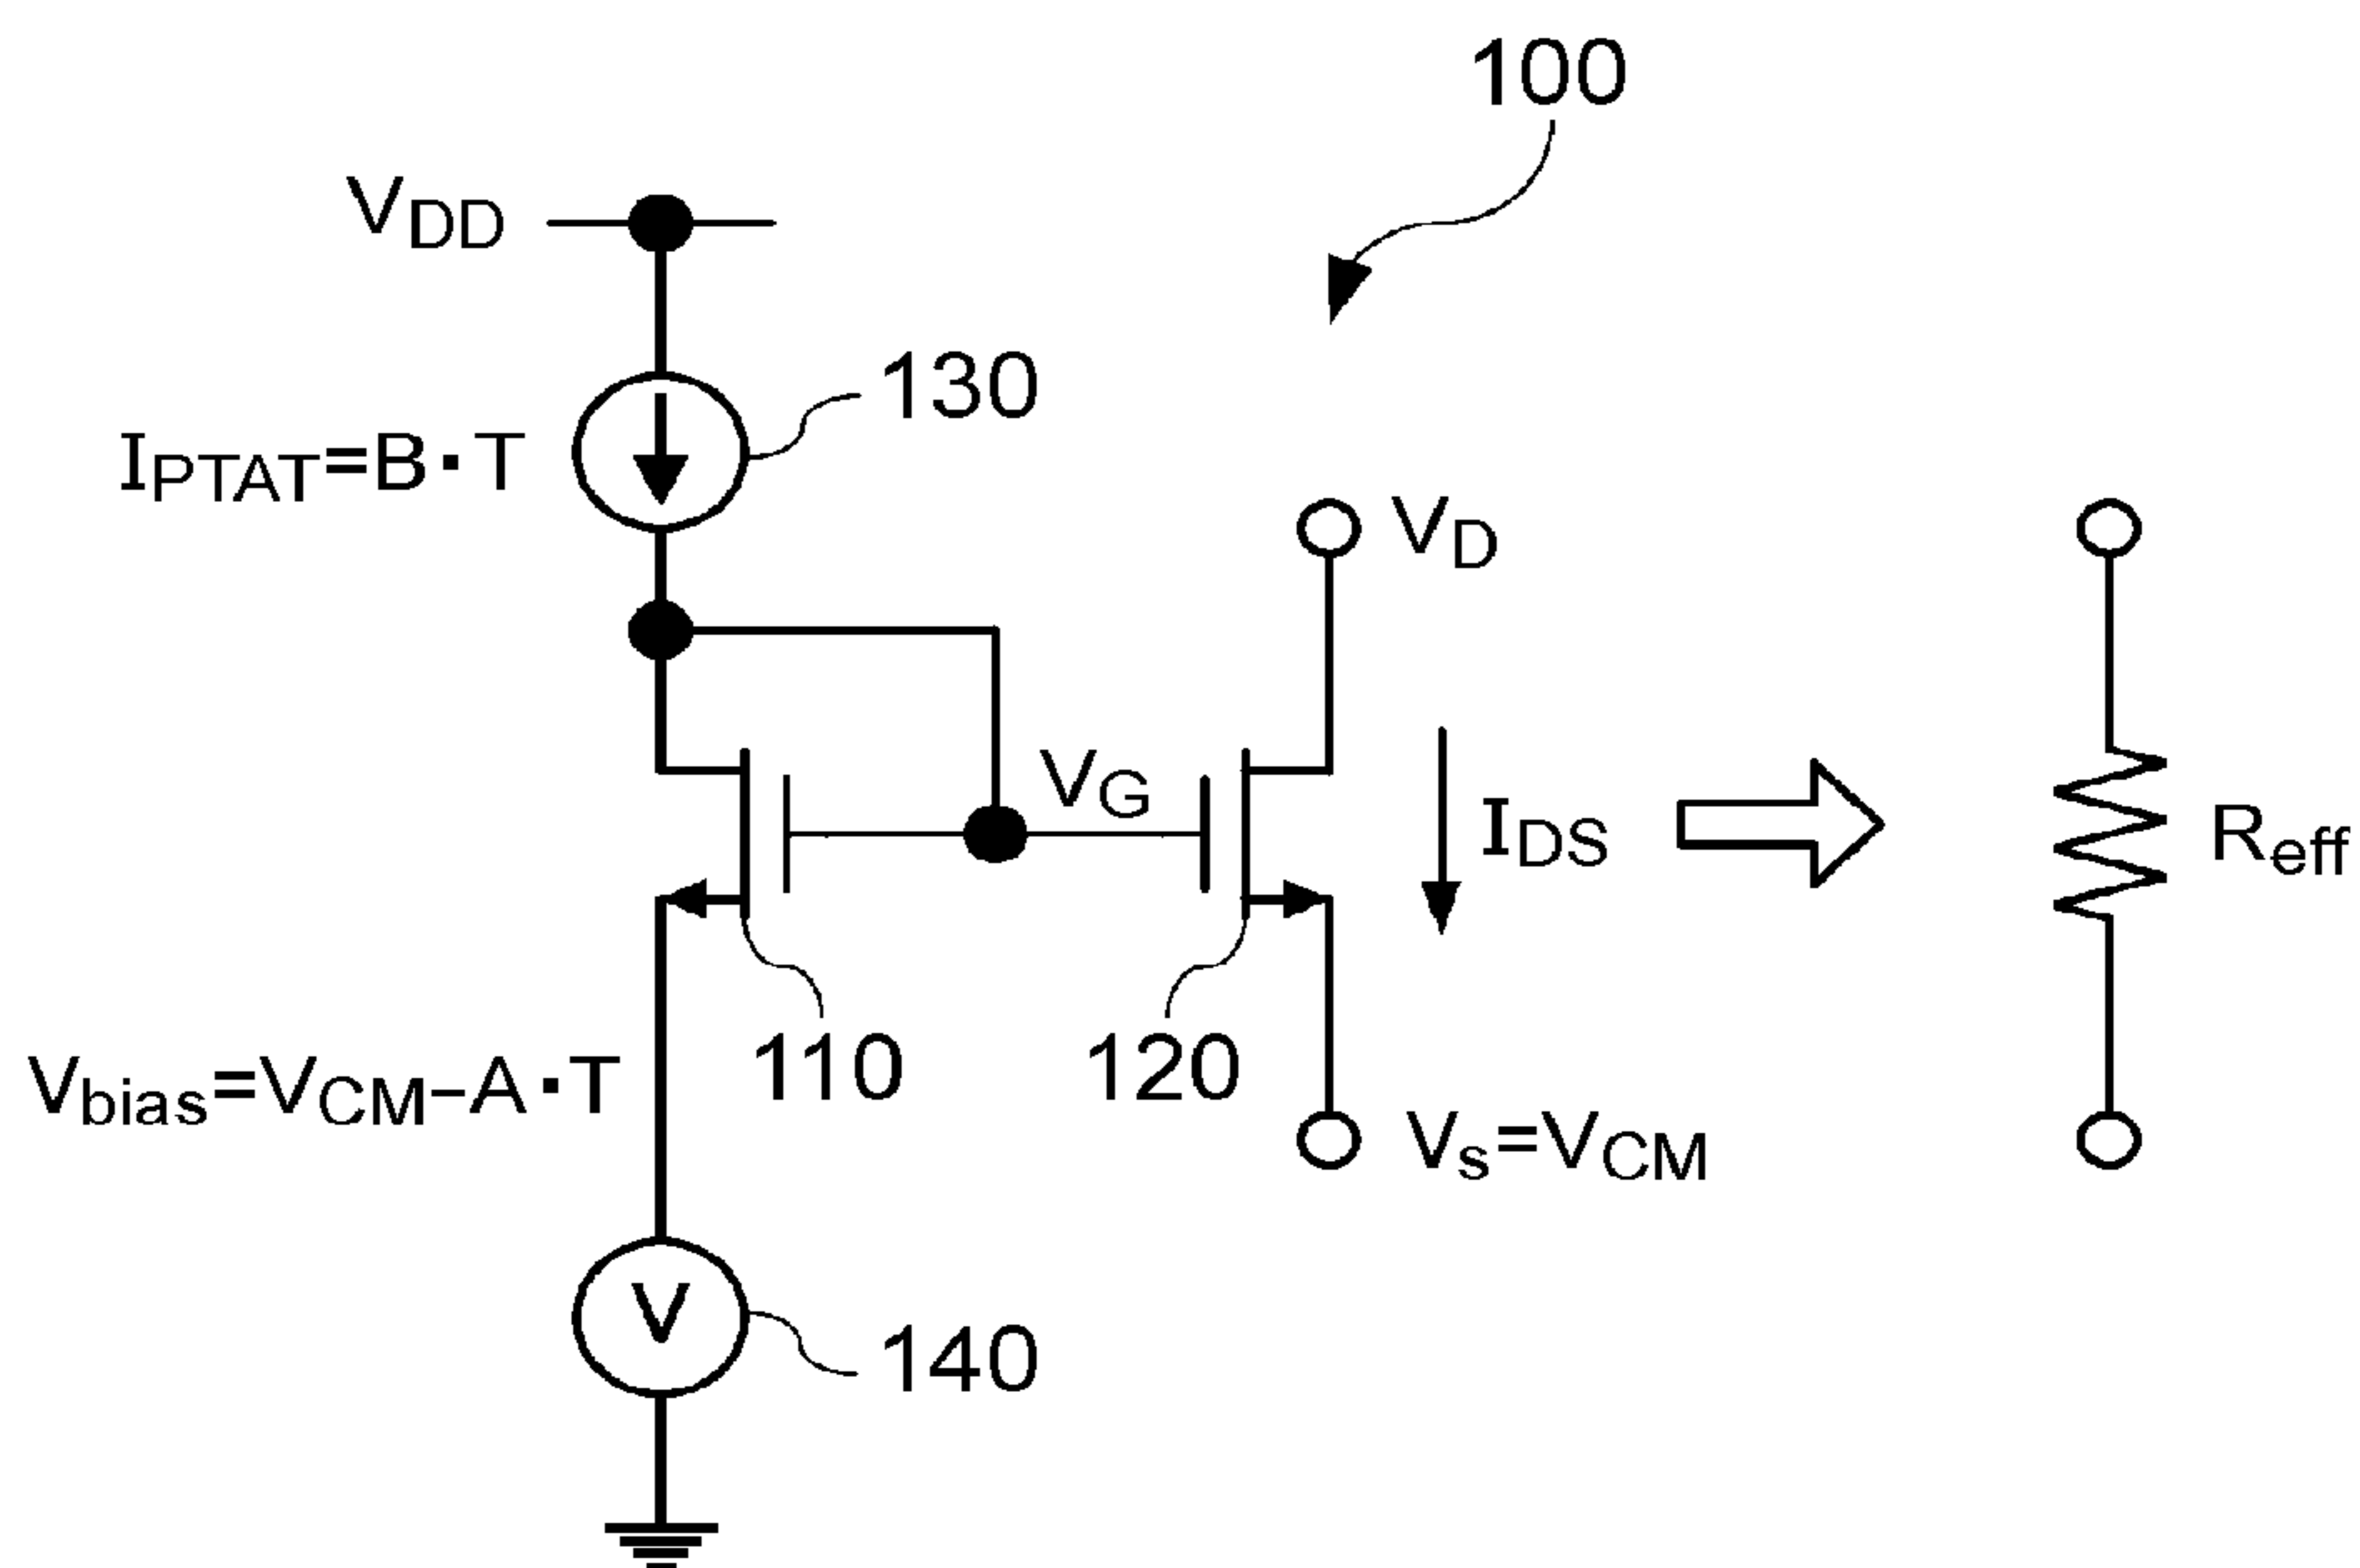 100
VDD
130
IPTAT=B·T
VD
VG
IDS
Reff
110
120
Vbias=VCM–A·T
Vs=VCM
V
140